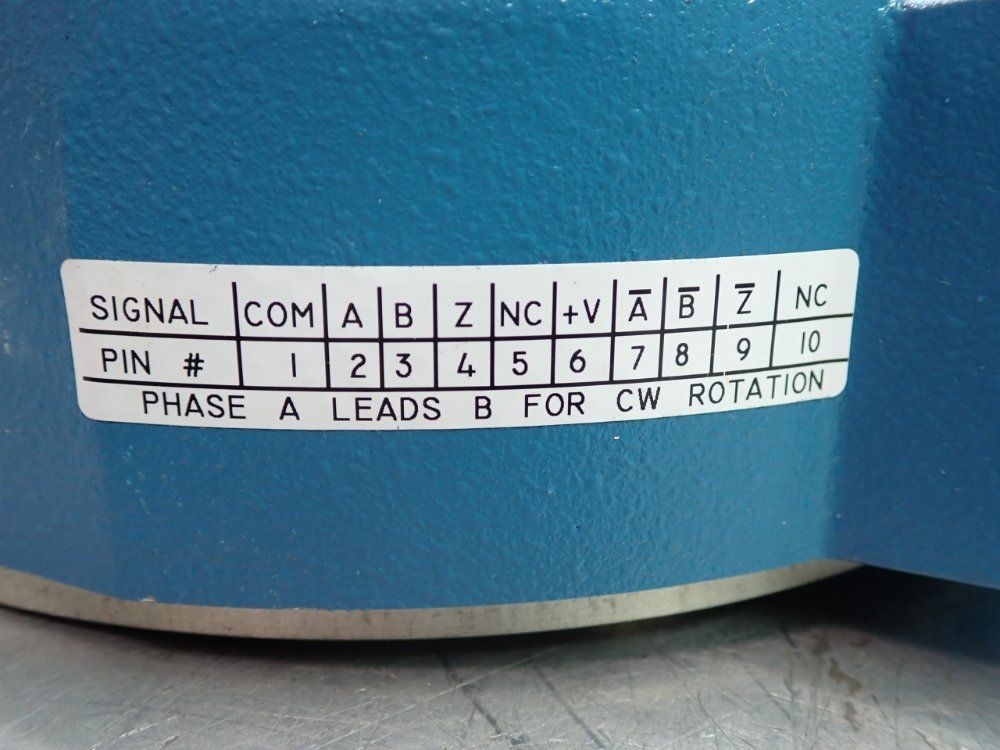 SIGNAL COM A B Z NC +V A̅ B̅ Z̅ NC
PIN # 1 2 3 4 5 6 7 8 9 10
PHASE A LEADS B FOR CW ROTATION